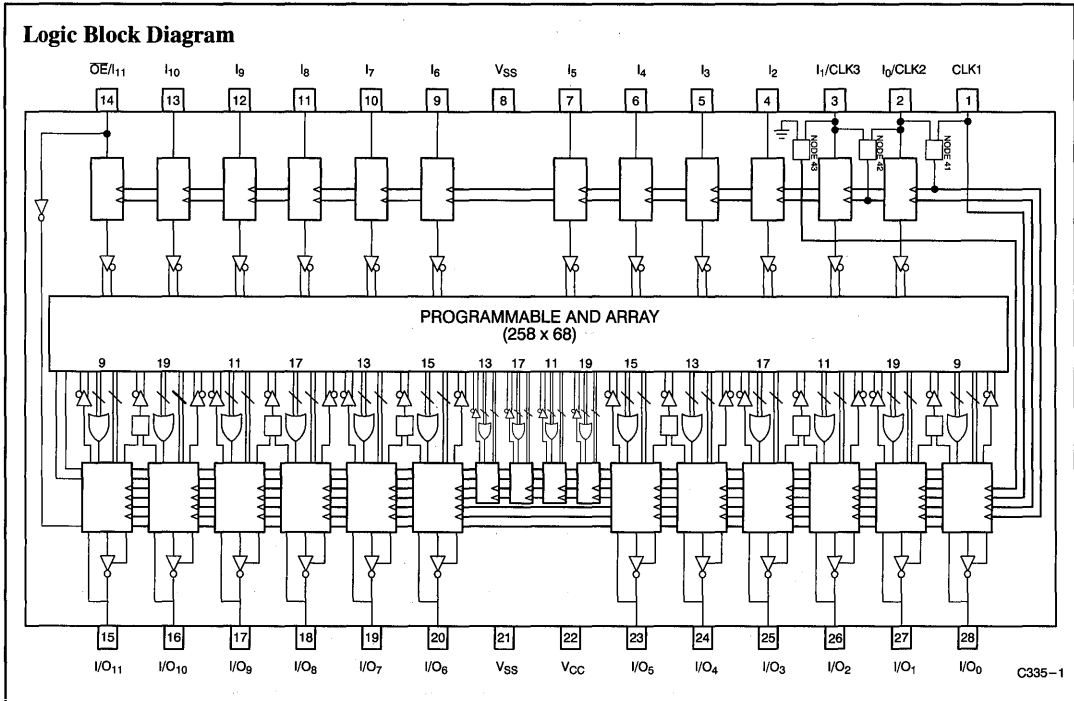 Logic Block Diagram
OE/I11 I10 I9 I8 I7 I6 VSS I5 I4 I3 I2 I1/CLK3 I0/CLK2 CLK1
14 13 12 11 10 9 8 7 6 5 4 3 2 1
NODE 43 NODE 42 NODE 41
PROGRAMMABLE AND ARRAY
(258 x 68)
9 19 11 17 13 15 13 17 11 19 15 13 17 11 19 9
15 16 17 18 19 20 21 22 23 24 25 26 27 28
I/O11 I/O10 I/O9 I/O8 I/O7 I/O6 VSS VCC I/O5 I/O4 I/O3 I/O2 I/O1 I/O0
C335-1